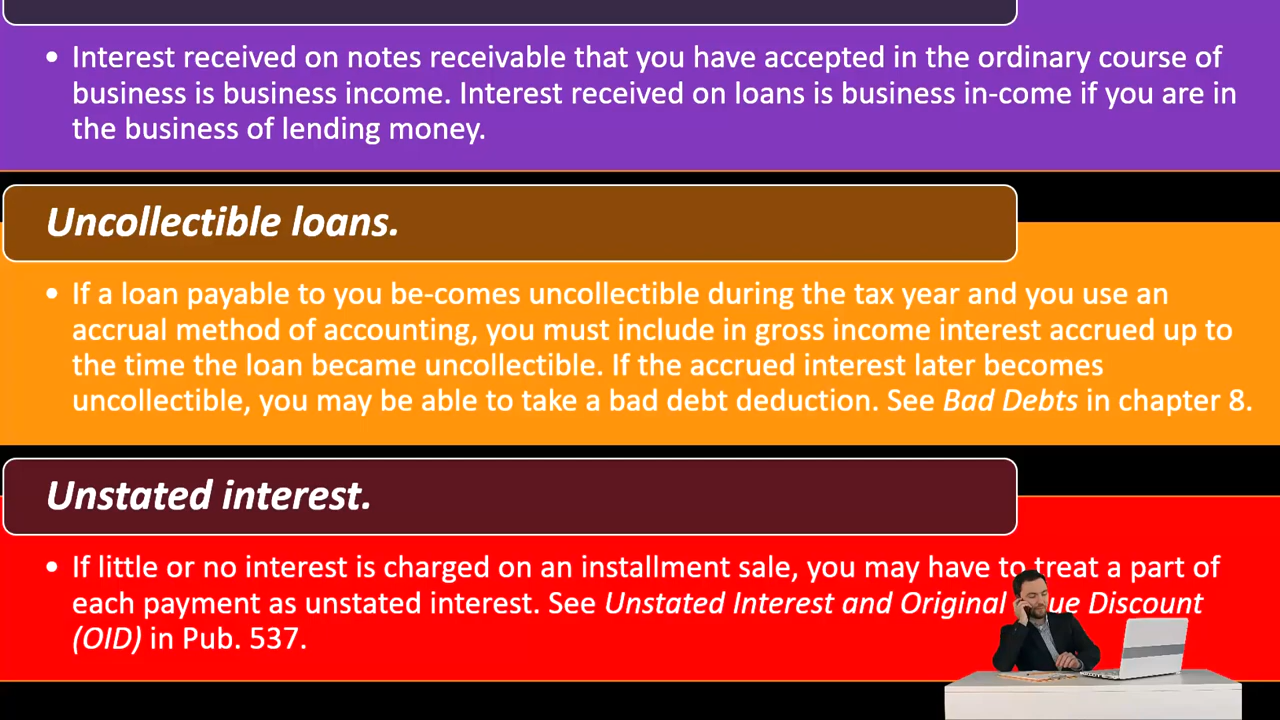 • Interest received on notes receivable that you have accepted in the ordinary course of
business is business income. Interest received on loans is business in-come if you are in
the business of lending money.
Uncollectible loans.
• If a loan payable to you be-comes uncollectible during the tax year and you use an
accrual method of accounting, you must include in gross income interest accrued up to
the time the loan became uncollectible. If the accrued interest later becomes
uncollectible, you may be able to take a bad debt deduction. See Bad Debts in chapter 8.
Unstated interest.
• If little or no interest is charged on an installment sale, you may have to treat a part of
each payment as unstated interest. See Unstated Interest and Original ue Discount
(OID) in Pub. 537.